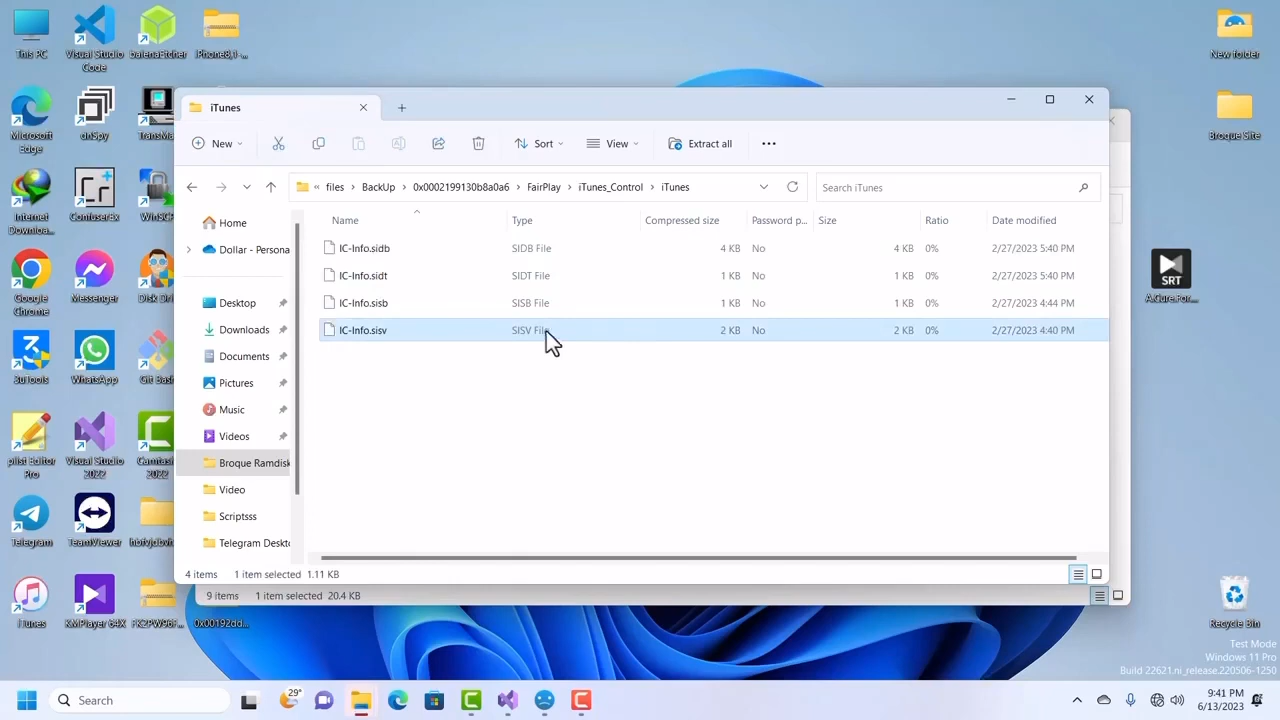 This PC
Visual Studio
Code
balenaEtcher
iPhone8,1-...
New folder
Microsoft
Edge
dnSpy
TransMa
Broque Site
Internet
Downloa...
ConfuserEx
WinSCP
Google
Chrome
Messenger
Disk Dri
3uTools
WhatsApp
Git Bash
plist Editor
Pro
Visual Studio
2022
Camtasi
2022
Telegram
TeamViewer
iTunes
KMPlayer 64X
0x00192dd...
SRT
Recycle Bin
iTunes
New
Sort
View
Extract all
files
BackUp
0x0002199130b8a0a6
FairPlay
iTunes_Control
iTunes
Search iTunes
Home
Dollar - Persona
Desktop
Downloads
Documents
Pictures
Music
Videos
Broque Ramdisk
Video
Scriptsss
Telegram Deskto
Name Type Compressed size Password p... Size Ratio Date modified
IC-Info.sidb SIDB File 4 KB No 4 KB 0% 2/27/2023 5:40 PM
IC-Info.sidt SIDT File 1 KB No 1 KB 0% 2/27/2023 5:40 PM
IC-Info.sisb SISB File 1 KB No 1 KB 0% 2/27/2023 4:44 PM
IC-Info.sisv SISV File 2 KB No 2 KB 0% 2/27/2023 4:40 PM
4 items 1 item selected 1.11 KB
9 items 1 item selected 20.4 KB
Test Mode
Windows 11 Pro
Build 22621.ni_release.220506-1250
Search
29°
9:41 PM
6/13/2023